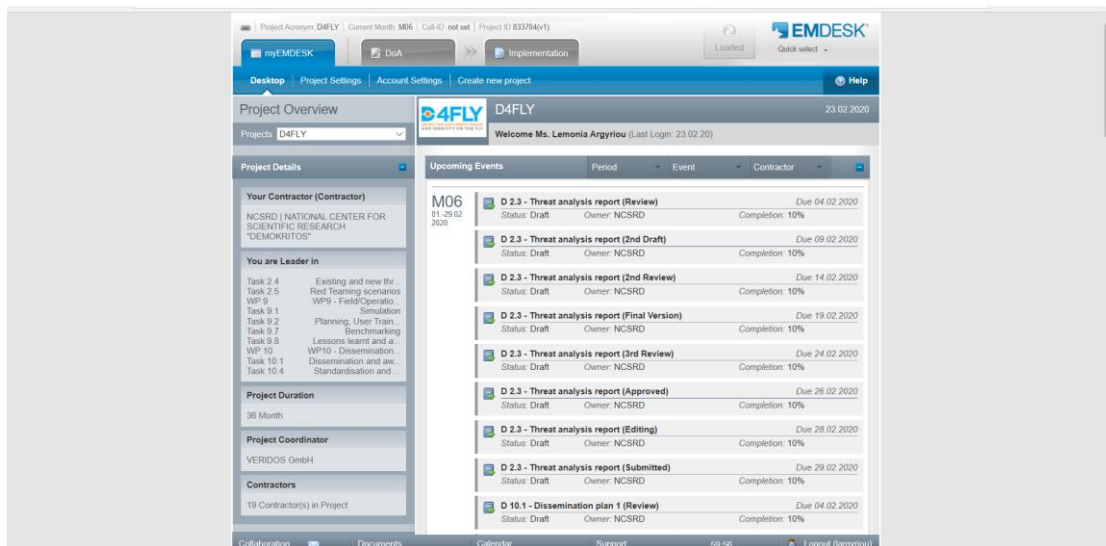 Project Acronym: D4FLY | Current Month: M06 | Call-ID: not set | Project ID 833704(v1)
Loaded
EMDESK
Quick select
myEMDESK
DoA
Implementation
Desktop | Project Settings | Account Settings | Create new project
Help
Project Overview
Projects D4FLY
D4FLY
D4FLY
23.02.2020
Welcome Ms. Lemonia Argyriou (Last Login: 23.02.20)
Project Details
Your Contractor (Contractor)
NCSRD | NATIONAL CENTER FOR
SCIENTIFIC RESEARCH
"DEMOKRITOS"
You are Leader in
Task 2.4 Existing and new thr...
Task 2.5 Red Teaming scenarios
WP 9 WP9 - Field/Operatio...
Task 9.1 Simulation
Task 9.2 Planning, User Train...
Task 9.7 Benchmarking
Task 9.8 Lessons learnt and a...
WP 10 WP10 - Dissemination...
Task 10.1 Dissemination and aw...
Task 10.4 Standardisation and ...
Project Duration
36 Month
Project Coordinator
VERIDOS GmbH
Contractors
19 Contractor(s) in Project
Upcoming Events Period Event Contractor
M06
01.-29.02
2020
D 2.3 - Threat analysis report (Review) Due 04.02.2020
Status: Draft Owner: NCSRD Completion: 10%
D 2.3 - Threat analysis report (2nd Draft) Due 09.02.2020
Status: Draft Owner: NCSRD Completion: 10%
D 2.3 - Threat analysis report (2nd Review) Due 14.02.2020
Status: Draft Owner: NCSRD Completion: 10%
D 2.3 - Threat analysis report (Final Version) Due 19.02.2020
Status: Draft Owner: NCSRD Completion: 10%
D 2.3 - Threat analysis report (3rd Review) Due 24.02.2020
Status: Draft Owner: NCSRD Completion: 10%
D 2.3 - Threat analysis report (Approved) Due 26.02.2020
Status: Draft Owner: NCSRD Completion: 10%
D 2.3 - Threat analysis report (Editing) Due 28.02.2020
Status: Draft Owner: NCSRD Completion: 10%
D 2.3 - Threat analysis report (Submitted) Due 29.02.2020
Status: Draft Owner: NCSRD Completion: 10%
D 10.1 - Dissemination plan 1 (Review) Due 04.02.2020
Status: Draft Owner: NCSRD Completion: 10%
Collaboration Documents Calendar Support 59:56 Logout (largyriou)